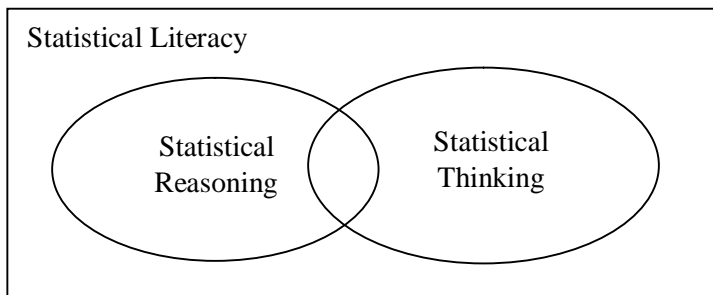 Statistical Literacy
Statistical
Reasoning
Statistical
Thinking